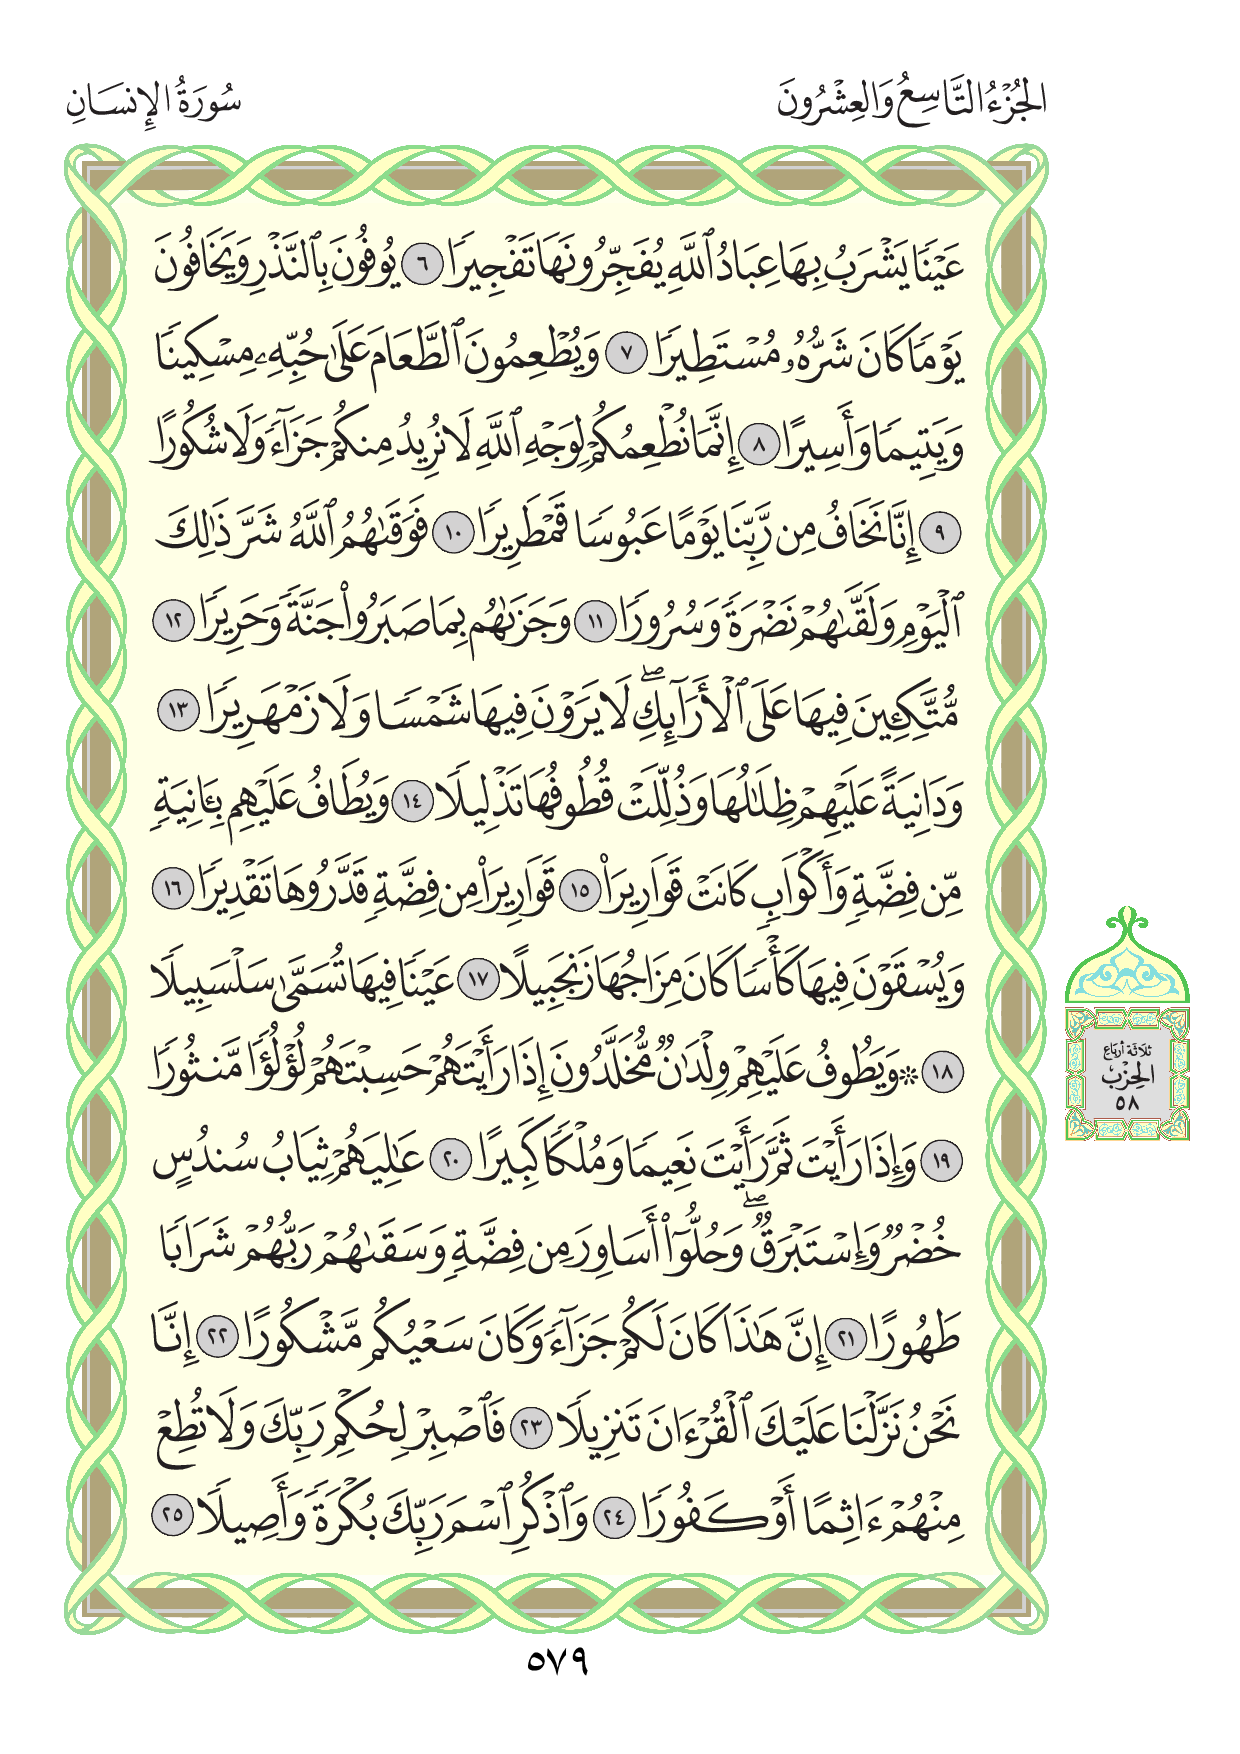 الجُزْءُ التَّاسِعُ وَالعِشْرُونَ
سُورَةُ الإِنسَانِ
عَيْنٗا يَشْرَبُ بِهَا عِبَادُ ٱللَّهِ يُفَجِّرُونَهَا تَفْجِيرٗا ٦ يُوفُونَ بِٱلنَّذْرِ وَيَخَافُونَ
يَوْمٗا كَانَ شَرُّهُۥ مُسْتَطِيرٗا ٧ وَيُطْعِمُونَ ٱلطَّعَامَ عَلَىٰ حُبِّهِۦ مِسْكِينٗا
وَيَتِيمٗا وَأَسِيرًا ٨ إِنَّمَا نُطْعِمُكُمْ لِوَجْهِ ٱللَّهِ لَا نُرِيدُ مِنكُمْ جَزَآءٗ وَلَا شُكُورًا
٩ إِنَّا نَخَافُ مِن رَّبِّنَا يَوْمًا عَبُوسٗا قَمْطَرِيرٗا ١٠ فَوَقَىٰهُمُ ٱللَّهُ شَرَّ ذَٰلِكَ
ٱلْيَوْمِ وَلَقَّىٰهُمْ نَضْرَةٗ وَسُرُورٗا ١١ وَجَزَىٰهُم بِمَا صَبَرُوا۟ جَنَّةٗ وَحَرِيرٗا ١٢
مُّتَّكِـِٔينَ فِيهَا عَلَى ٱلْأَرَآئِكِۖ لَا يَرَوْنَ فِيهَا شَمْسٗا وَلَا زَمْهَرِيرٗا ١٣
وَدَانِيَةً عَلَيْهِمْ ظِلَـٰلُهَا وَذُلِّلَتْ قُطُوفُهَا تَذْلِيلٗا ١٤ وَيُطَافُ عَلَيْهِم بِـَٔانِيَةٖ
مِّن فِضَّةٖ وَأَكْوَابٖ كَانَتْ قَوَارِيرَا۠ ١٥ قَوَارِيرَا۟ مِن فِضَّةٖ قَدَّرُوهَا تَقْدِيرٗا ١٦
وَيُسْقَوْنَ فِيهَا كَأْسٗا كَانَ مِزَاجُهَا زَنجَبِيلًا ١٧ عَيْنٗا فِيهَا تُسَمَّىٰ سَلْسَبِيلٗا
١٨ ۞ وَيَطُوفُ عَلَيْهِمْ وِلْدَٰنٞ مُّخَلَّدُونَ إِذَا رَأَيْتَهُمْ حَسِبْتَهُمْ لُؤْلُؤٗا مَّنثُورٗا
١٩ وَإِذَا رَأَيْتَ ثَمَّ رَأَيْتَ نَعِيمٗا وَمُلْكٗا كَبِيرًا ٢٠ عَـٰلِيَهُمْ ثِيَابُ سُندُسٍ
خُضْرٞ وَإِسْتَبْرَقٞۖ وَحُلُّوٓا۟ أَسَاوِرَ مِن فِضَّةٖ وَسَقَىٰهُمْ رَبُّهُمْ شَرَابٗا
طَهُورًا ٢١ إِنَّ هَـٰذَا كَانَ لَكُمْ جَزَآءٗ وَكَانَ سَعْيُكُم مَّشْكُورًا ٢٢ إِنَّا
نَحْنُ نَزَّلْنَا عَلَيْكَ ٱلْقُرْءَانَ تَنزِيلٗا ٢٣ فَٱصْبِرْ لِحُكْمِ رَبِّكَ وَلَا تُطِعْ
مِنْهُمْ ءَاثِمًا أَوْ كَفُورٗا ٢٤ وَٱذْكُرِ ٱسْمَ رَبِّكَ بُكْرَةٗ وَأَصِيلٗا ٢٥
ثلاثة أرباع
الحِزْب
٥٨
٥٧٩